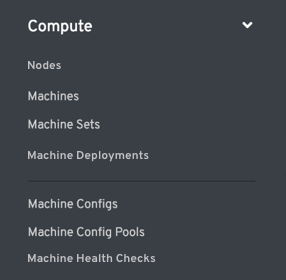 Compute
Nodes
Machines
Machine Sets
Machine Deployments
Machine Configs
Machine Config Pools
Machine Health Checks